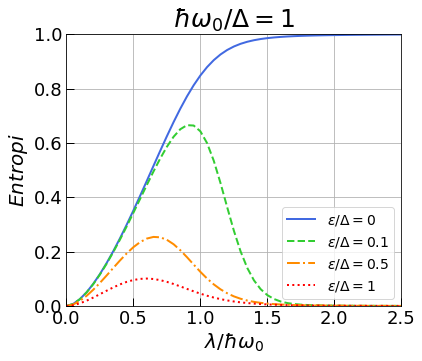 ħω₀/Δ = 1
Entropi
1.0
0.8
0.6
0.4
0.2
0.0
0.0 0.5 1.0 1.5 2.0 2.5
λ/ħω₀
ε/Δ = 0
ε/Δ = 0.1
ε/Δ = 0.5
ε/Δ = 1